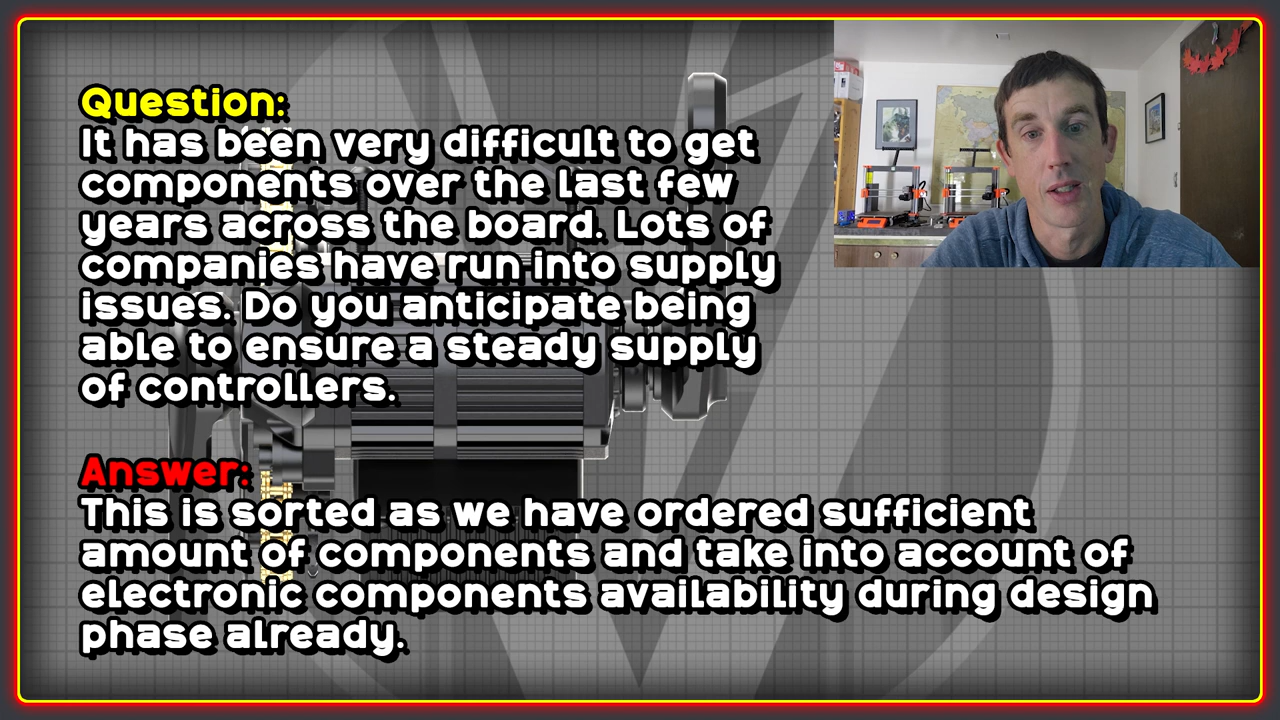 Question:
It has been very difficult to get
components over the last few
years across the board. Lots of
companies have run into supply
issues. Do you anticipate being
able to ensure a steady supply
of controllers.
Answer:
This is sorted as we have ordered sufficient
amount of components and take into account of
electronic components availability during design
phase already.